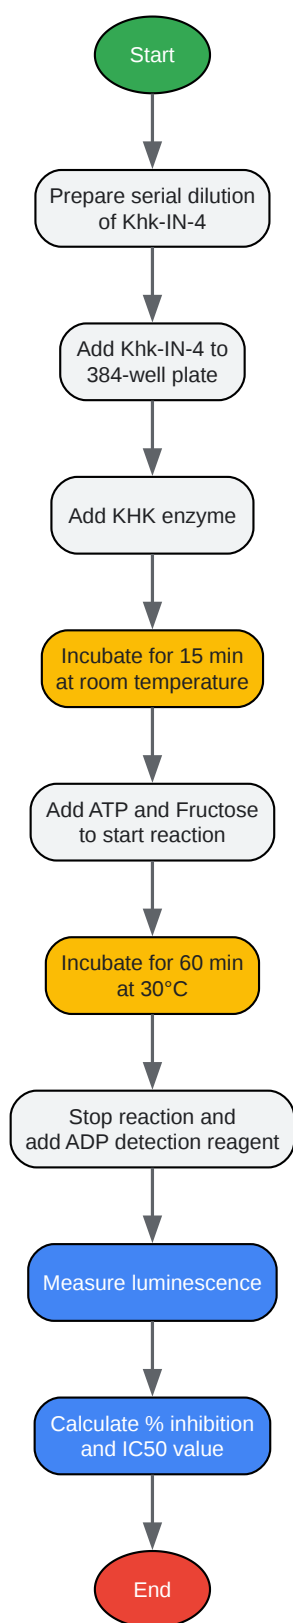 Start
Prepare serial dilution
of Khk-IN-4
Add Khk-IN-4 to
384-well plate
Add KHK enzyme
Incubate for 15 min
at room temperature
Add ATP and Fructose
to start reaction
Incubate for 60 min
at 30°C
Stop reaction and
add ADP detection reagent
Measure luminescence
Calculate % inhibition
and IC50 value
End